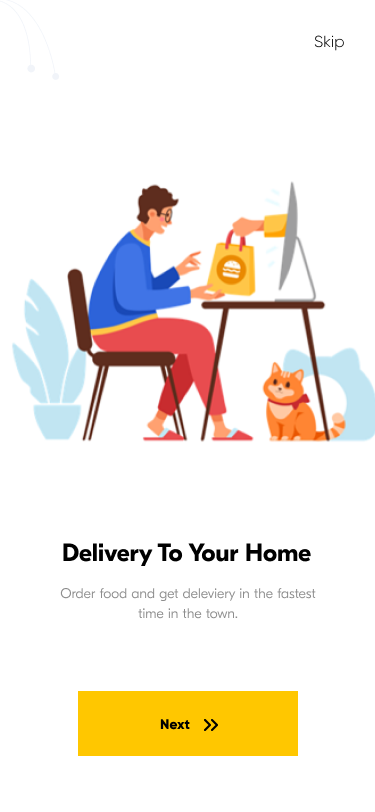 Skip
Delivery To Your Home
Order food and get deleviery in the fastest
time in the town.
Next